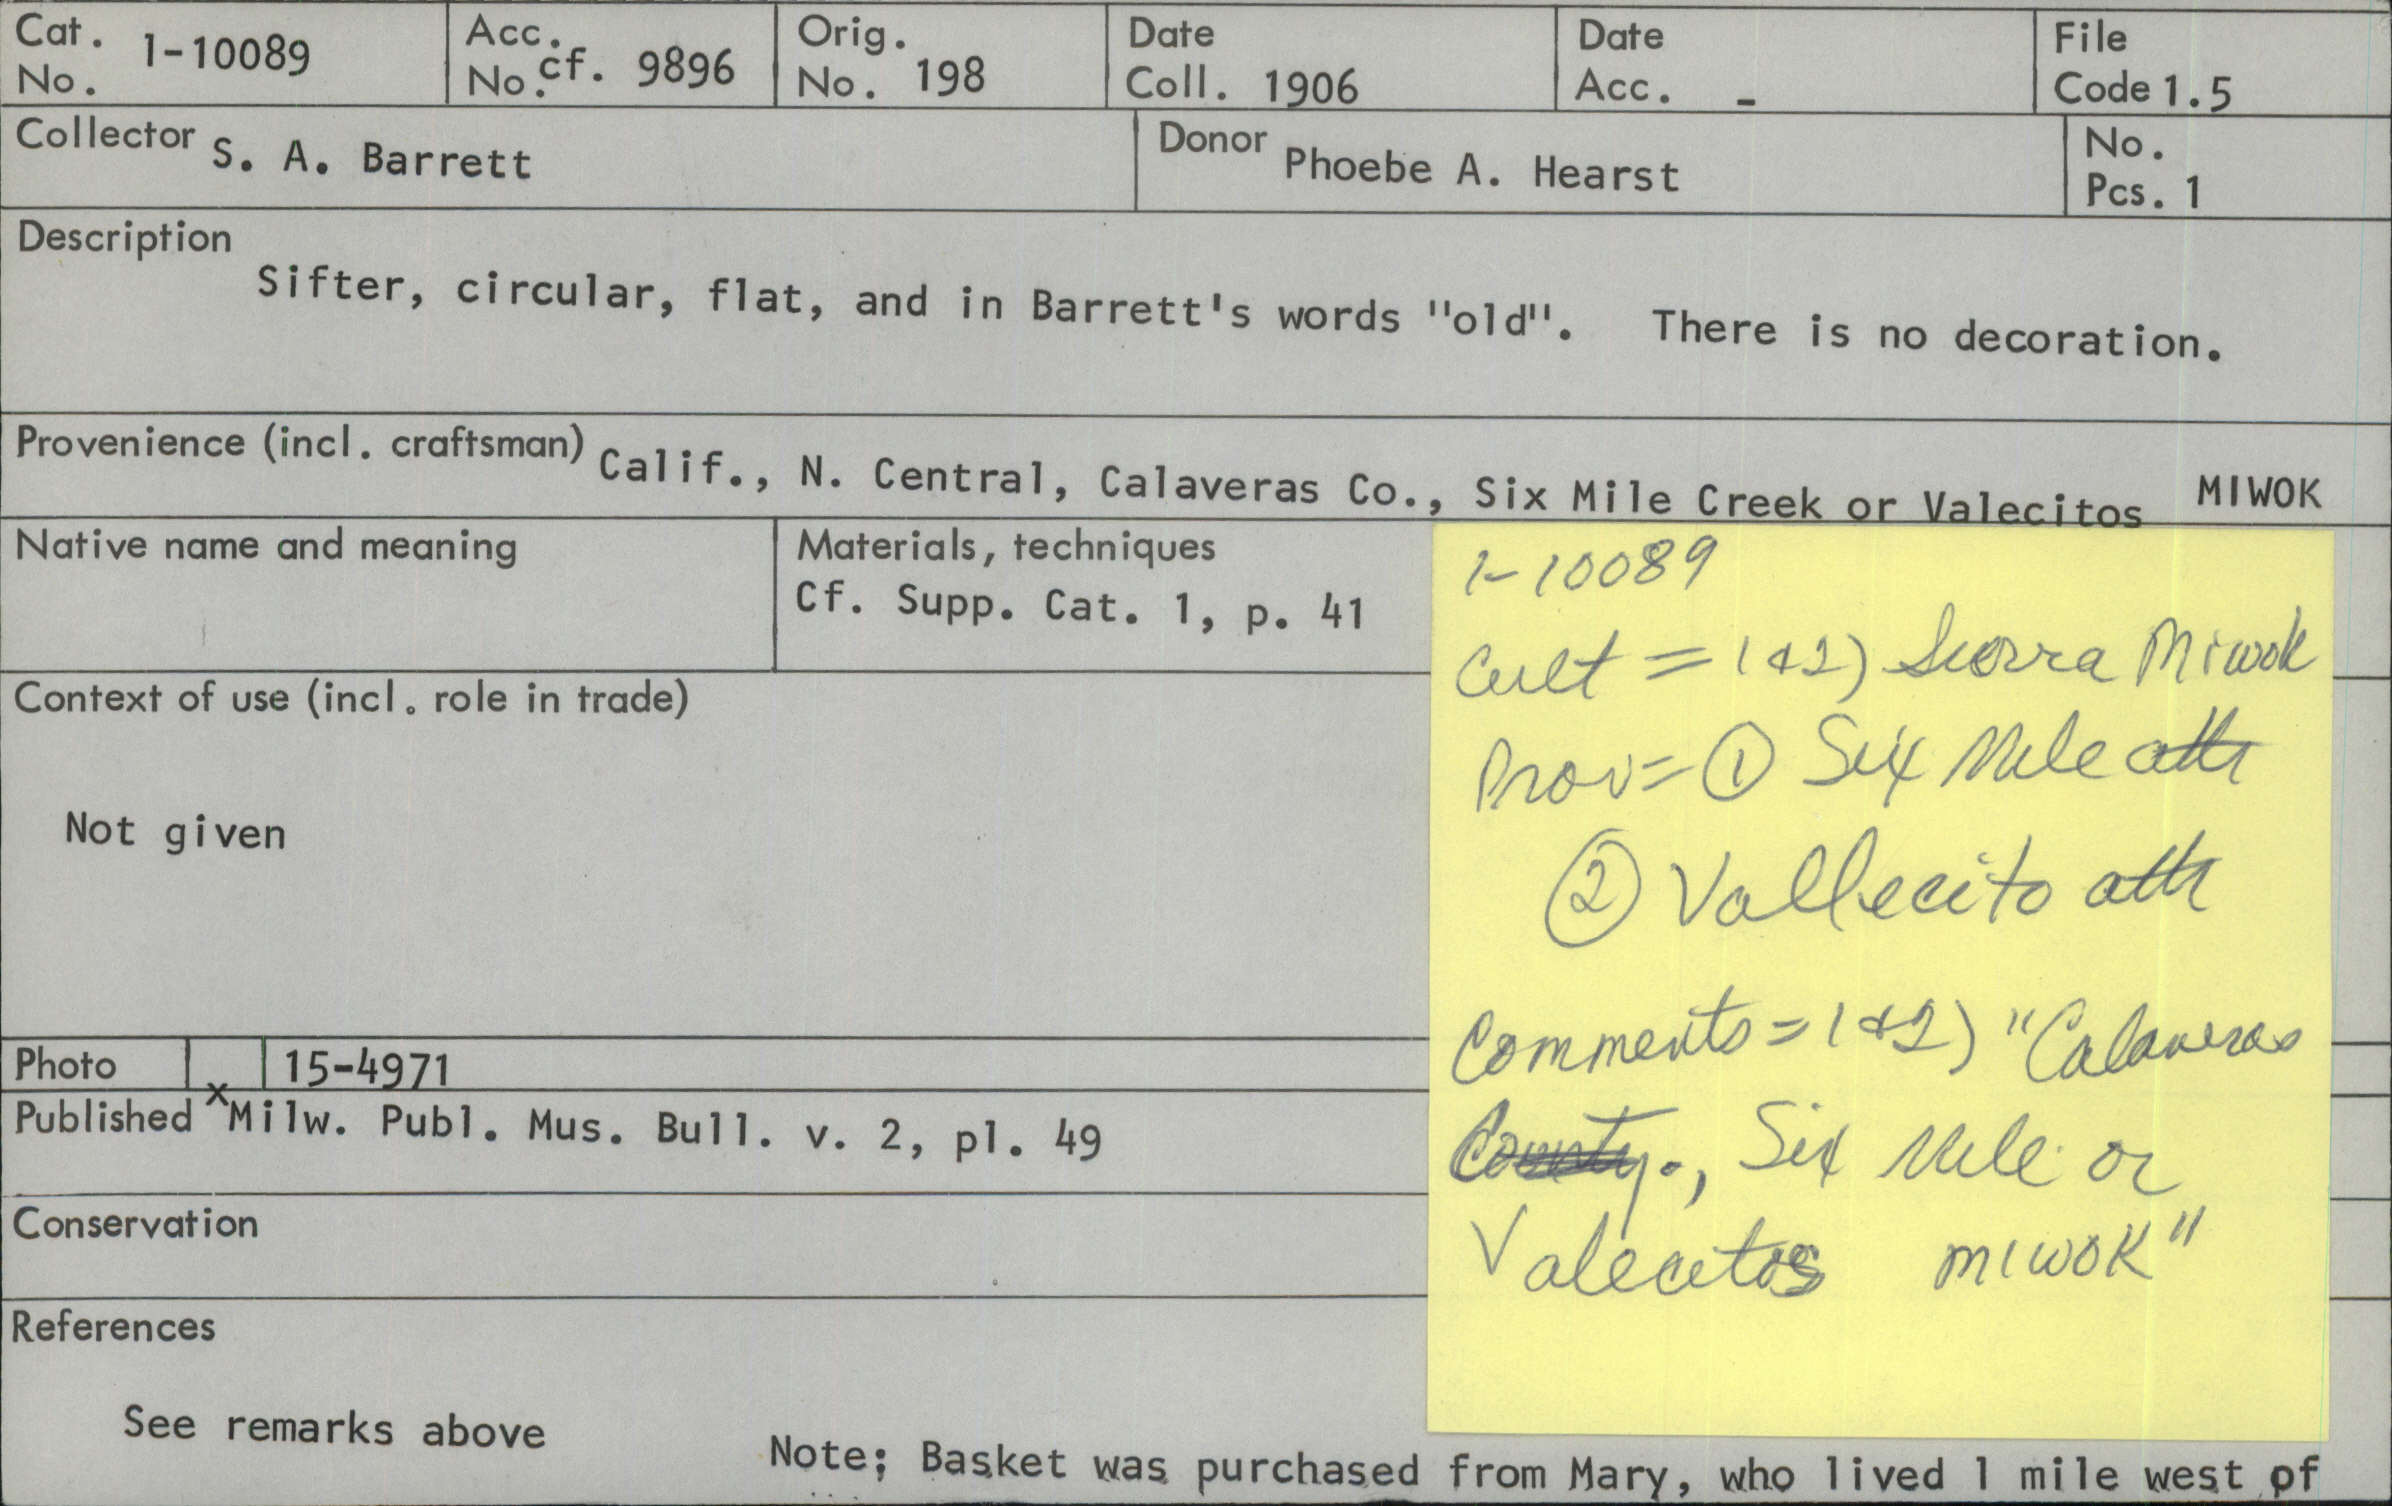 Cat. No. 1-10089
Acc. No. cf. 9896
Orig. No. 198
Date Coll. 1906
Date Acc. -
File Code 1.5
Collector S. A. Barrett
Donor Phoebe A. Hearst
No. Pcs. 1
Description
Sifter, circular, flat, and in Barrett's words "old". There is no decoration.
Provenience (incl. craftsman) Calif., N. Central, Calaveras Co., Six Mile Creek or Valecitos MIWOK
Native name and meaning
Materials, techniques
Cf. Supp. Cat. 1, p. 41
Context of use (incl. role in trade)
Not given
Photo 15-4971
Published x Milw. Publ. Mus. Bull. v. 2, pl. 49
Conservation
References
See remarks above
Note; Basket was purchased from Mary, who lived 1 mile west of
1-10089
Cult = 1&2) Sierra Miwok
Prov = ① Six Mile
② Vallecito
Comments = 1&2) "Calaveras
Co., Six Mile or
Valecitos MIWOK"